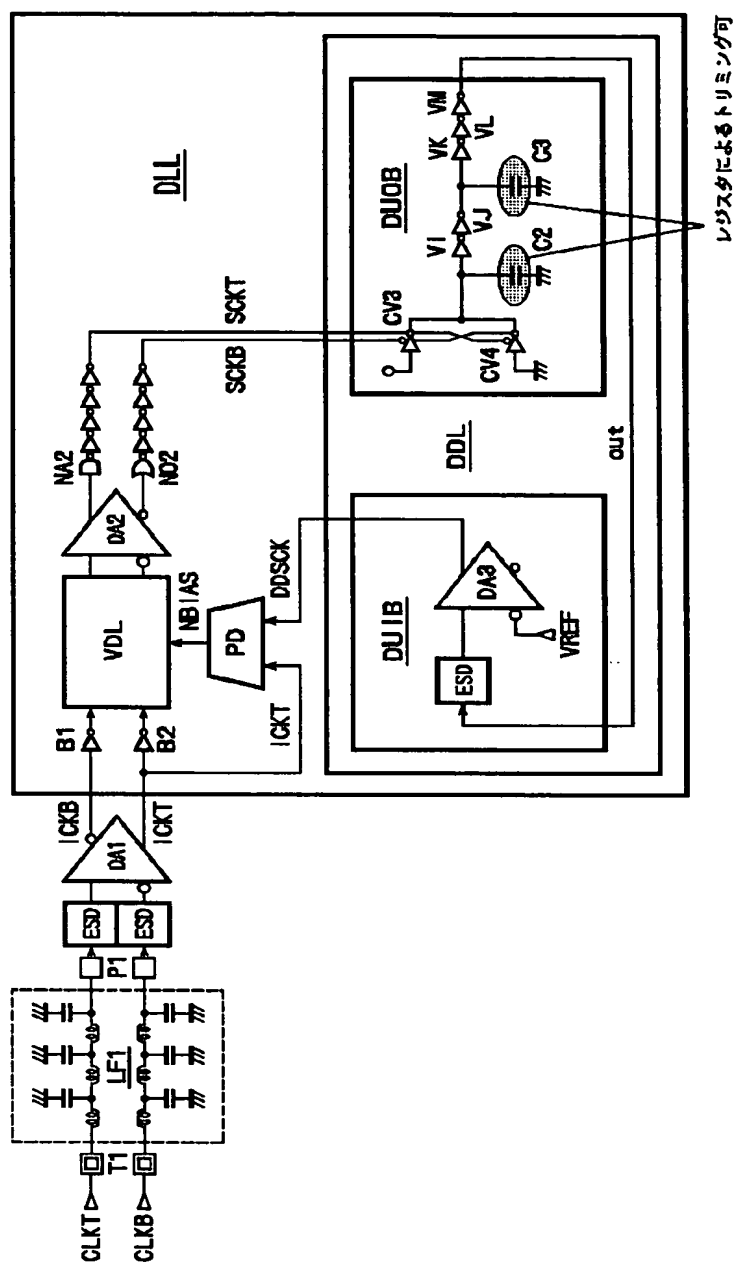 CLKT
CLKB
T1
LF1
P1
ESD
ESD
DA1
ICKB
ICKT
B1
B2
VDL
NBIAS
PD
ICKT
DDSCK
DA2
NA2
NO2
SCKT
SCKB
DLL
DDL
DUIB
ESD
DA3
VREF
out
DUOB
CV3
CV4
VI
VJ
C2
VK
VL
VM
C3
レジスタによるトリミング可